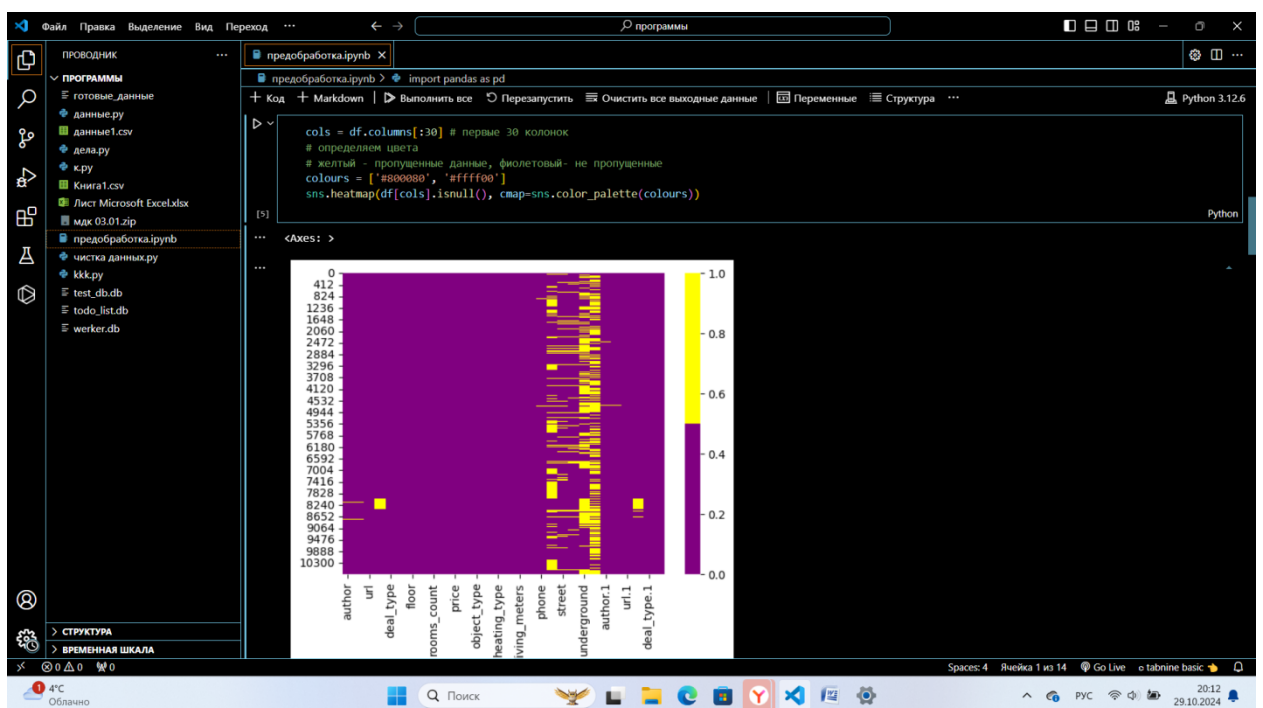 Файл Правка Выделение Вид Переход ··· программы
ПРОВОДНИК ···
ПРОГРАММЫ
готовые_данные
данные.py
данные1.csv
дела.py
к.py
Книга1.csv
Лист Microsoft Excel.xlsx
мдк 03.01.zip
предобработка.ipynb
чистка данных.py
kkk.py
test_db.db
todo_list.db
werker.db
СТРУКТУРА
ВРЕМЕННАЯ ШКАЛА
предобработка.ipynb
предобработка.ipynb > import pandas as pd
+ Код + Markdown Выполнить все Перезапустить Очистить все выходные данные Переменные Структура ··· Python 3.12.6
cols = df.columns[:30] # первые 30 колонок
# определяем цвета
# желтый - пропущенные данные, фиолетовый- не пропущенные
colours = ['#800080', '#ffff00']
sns.heatmap(df[cols].isnull(), cmap=sns.color_palette(colours))
[5] Python
··· <Axes: >
···
0
412
824
1236
1648
2060
2472
2884
3296
3708
4120
4532
4944
5356
5768
6180
6592
7004
7416
7828
8240
8652
9064
9476
9888
10300
1.0
0.8
0.6
0.4
0.2
0.0
author
url
deal_type
floor
rooms_count
price
object_type
heating_type
iving_meters
phone
street
underground
author.1
url.1
deal_type.1
0 0 0 Spaces: 4 Ячейка 1 из 14 Go Live tabnine basic
1
4°C
Облачно
Поиск
РУС
20:12
29.10.2024